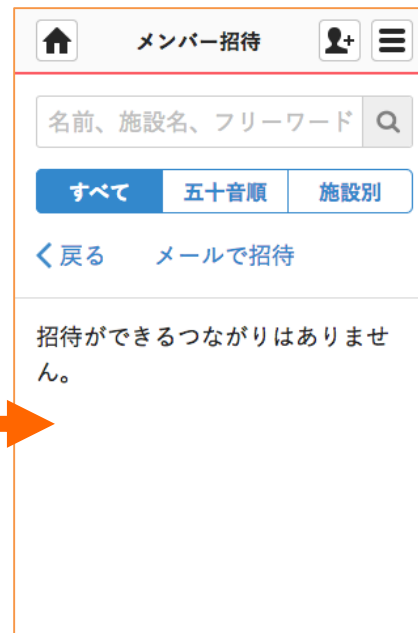 メンバー招待
名前、施設名、フリーワード
すべて 五十音順 施設別
戻る メールで招待
招待ができるつながりはありませ
ん。